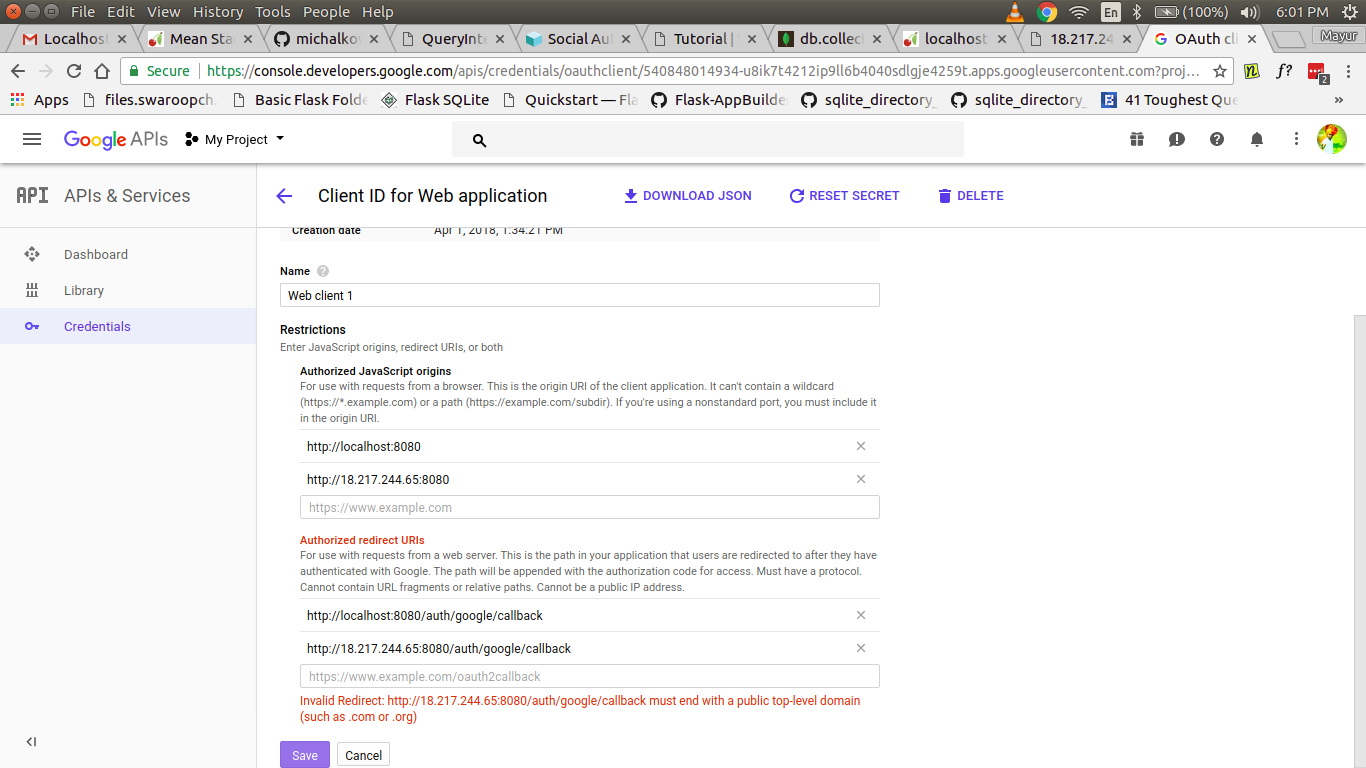 File Edit View History Tools People Help
En
(100%)
6:01 PM
Localhos
Mean Sta
michalko
QueryInt
Social Au
Tutorial |
db.collec
localhost
18.217.24
OAuth cli
Mayur
Secure
https://console.developers.google.com/apis/credentials/oauthclient/540848014934-u8ik7t4212ip9ll6b4040sdlgje4259t.apps.googleusercontent.com?proj...
f?
2
Apps
files.swaroopch
Basic Flask Folde
Flask SQLite
Quickstart — Fla
Flask-AppBuilde
sqlite_directory_
sqlite_directory_
41 Toughest Que
»
Google APIs
My Project
API APIs & Services
Client ID for Web application
DOWNLOAD JSON
RESET SECRET
DELETE
Dashboard
Library
Credentials
Creation date Apr 1, 2018, 1:34:21 PM
Name ?
Web client 1
Restrictions
Enter JavaScript origins, redirect URIs, or both
Authorized JavaScript origins
For use with requests from a browser. This is the origin URI of the client application. It can't contain a wildcard
(https://*.example.com) or a path (https://example.com/subdir). If you're using a nonstandard port, you must include it
in the origin URI.
http://localhost:8080
http://18.217.244.65:8080
https://www.example.com
Authorized redirect URIs
For use with requests from a web server. This is the path in your application that users are redirected to after they have
authenticated with Google. The path will be appended with the authorization code for access. Must have a protocol.
Cannot contain URL fragments or relative paths. Cannot be a public IP address.
http://localhost:8080/auth/google/callback
http://18.217.244.65:8080/auth/google/callback
https://www.example.com/oauth2callback
Invalid Redirect: http://18.217.244.65:8080/auth/google/callback must end with a public top-level domain
(such as .com or .org)
Save
Cancel